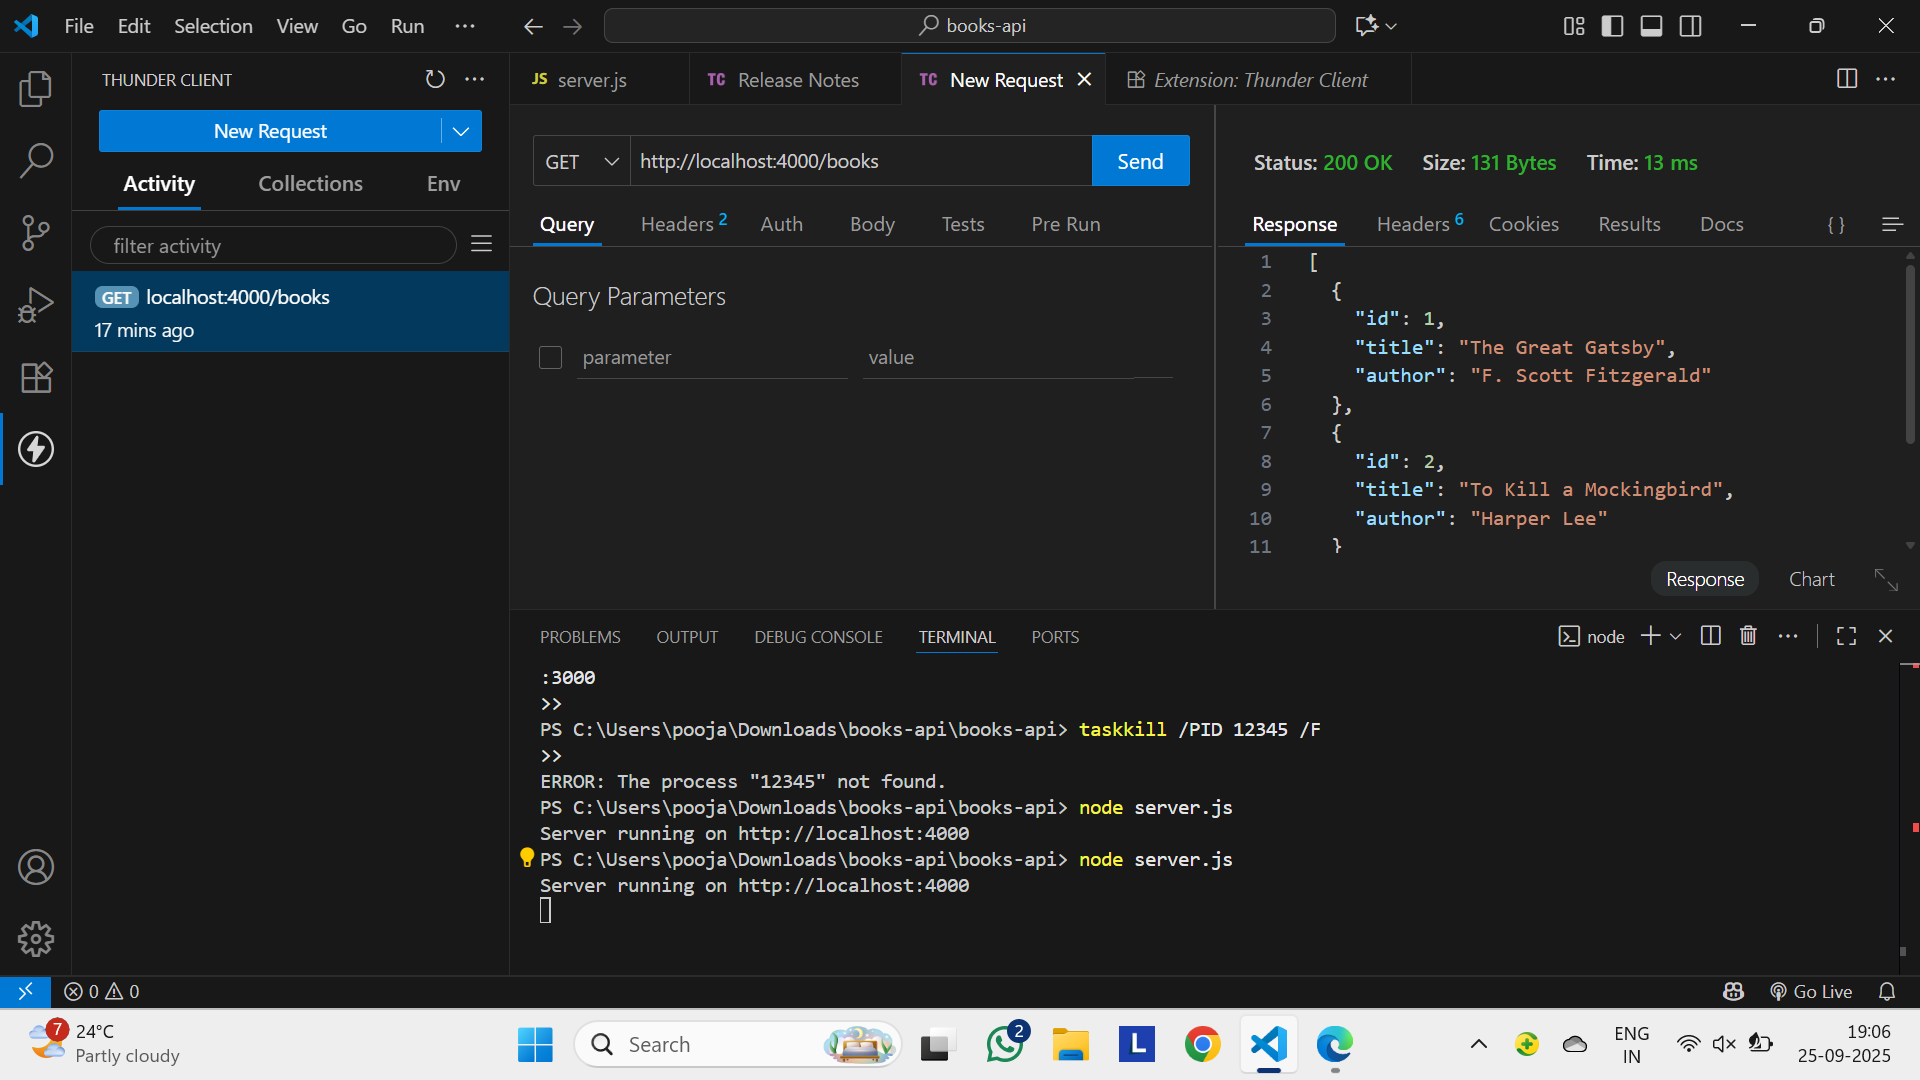 File Edit Selection View Go Run ···
books-api
THUNDER CLIENT
New Request
Activity Collections Env
filter activity
GET localhost:4000/books
17 mins ago
JS server.js
TC Release Notes
TC New Request
Extension: Thunder Client
GET http://localhost:4000/books Send
Query Headers 2 Auth Body Tests Pre Run
Query Parameters
parameter value
Status: 200 OK Size: 131 Bytes Time: 13 ms
Response Headers 6 Cookies Results Docs { }
1 [
2 {
3 "id": 1,
4 "title": "The Great Gatsby",
5 "author": "F. Scott Fitzgerald"
6 },
7 {
8 "id": 2,
9 "title": "To Kill a Mockingbird",
10 "author": "Harper Lee"
11 }
Response Chart
PROBLEMS OUTPUT DEBUG CONSOLE TERMINAL PORTS
node
:3000
>>
PS C:\Users\pooja\Downloads\books-api\books-api> taskkill /PID 12345 /F
>>
ERROR: The process "12345" not found.
PS C:\Users\pooja\Downloads\books-api\books-api> node server.js
Server running on http://localhost:4000
PS C:\Users\pooja\Downloads\books-api\books-api> node server.js
Server running on http://localhost:4000
0 0
Go Live
7
24°C
Partly cloudy
Search
2
L
ENG
IN
19:06
25-09-2025